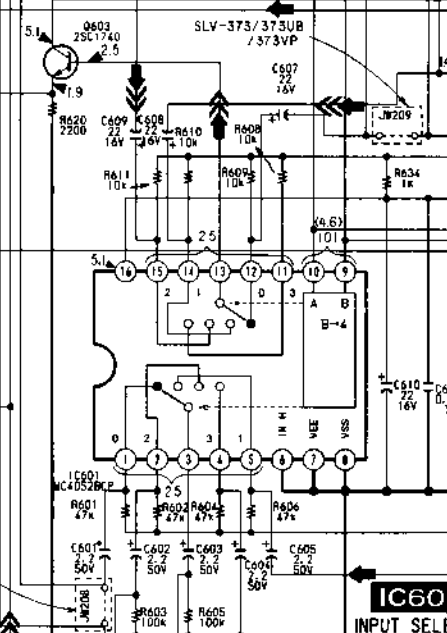 Q603
2SC1740
5.1
2.5
1.9
SLV-373/373UB
/373VP
C607
22
16V
R620
2200
C609
22
16V
C608
22
16V
R610
10k
R608
10k
JW209
R611
10k
R609
10k
R634
1K
(4.6)
2.5
(0)
5.1
16 15 14 13 12 11 10 9
2 1 0 3 A B
B→4
C610
22
16V
INH
VEE
VSS
0 2 3 1
1 2 3 4 5 6 7 8
IC601
MC4052BCP
2.5
R601
47k
R602
47k
R604
47k
R606
47k
C601
2.2
50V
C602
2.2
50V
C603
2.2
50V
C604
2.2
50V
C605
2.2
50V
JW208
R603
100k
R605
100k
IC60
INPUT SELE